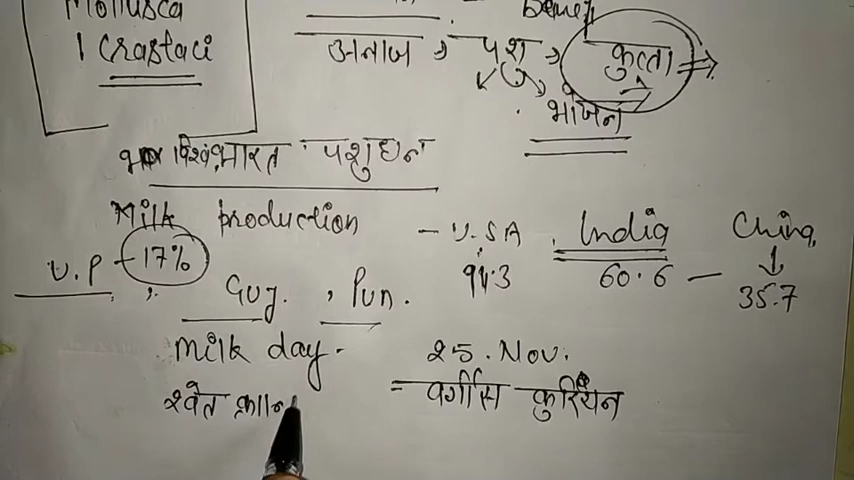 Mollusca
1 Crastaci
अनाज , पशु , कुत्ता
भोजन
विश्व, भारत पशुधन
Milk production - U.S.A , India China
U.P - 17%
94.3 60.6 - 35.7
Guj. , Pun.
Milk day. 25. Nov.
श्वेत क्रान = वर्गीस कुरियन